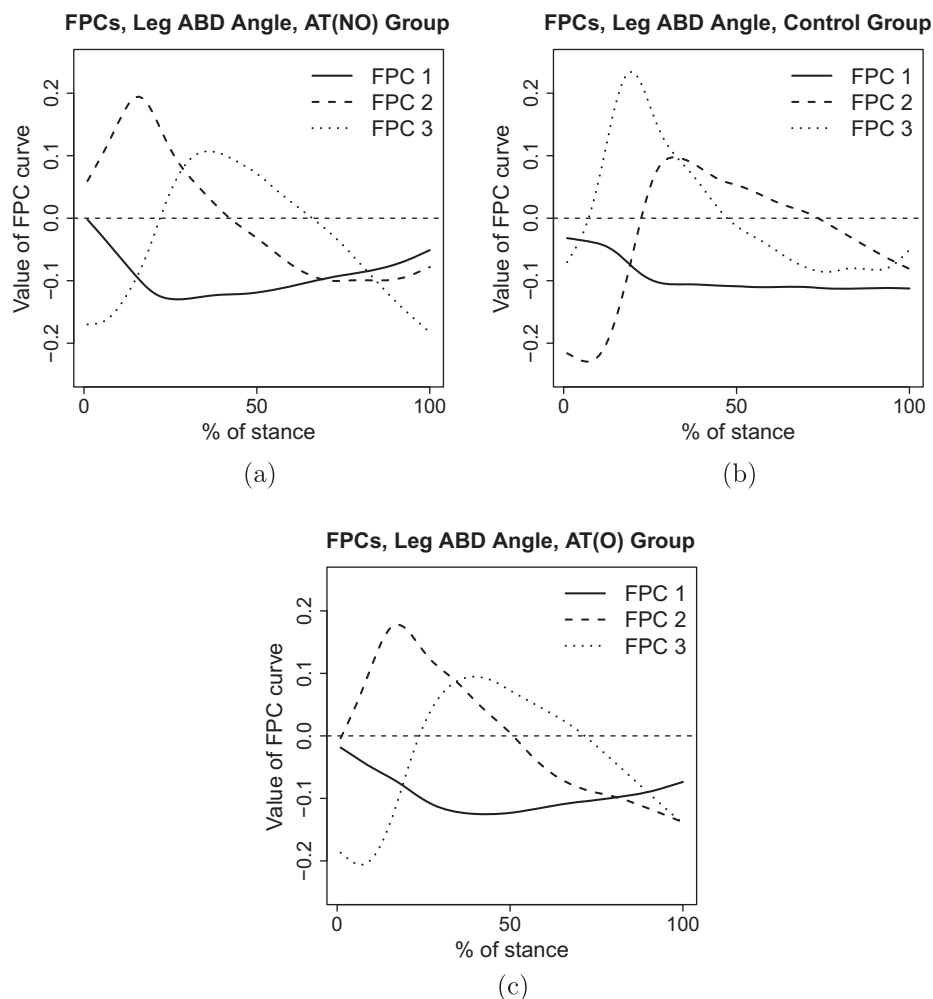 FPCs, Leg ABD Angle, AT(NO) Group
Value of FPC curve
0.2
0.1
0.0
−0.1
−0.2
FPC 1
FPC 2
FPC 3
0
50
100
% of stance
(a)
FPCs, Leg ABD Angle, Control Group
Value of FPC curve
0.2
0.1
0.0
−0.1
−0.2
FPC 1
FPC 2
FPC 3
0
50
100
% of stance
(b)
FPCs, Leg ABD Angle, AT(O) Group
Value of FPC curve
0.2
0.1
0.0
−0.1
−0.2
FPC 1
FPC 2
FPC 3
0
50
100
% of stance
(c)